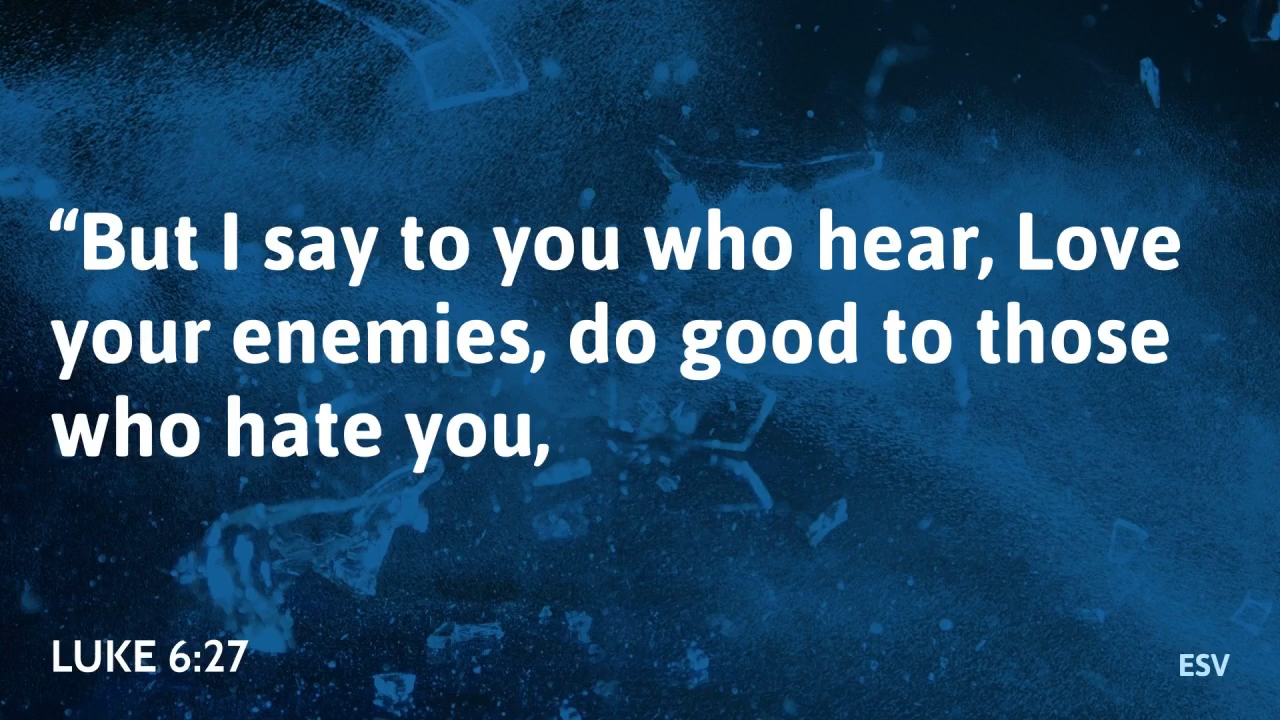 “But I say to you who hear, Love
your enemies, do good to those
who hate you,
LUKE 6:27
ESV